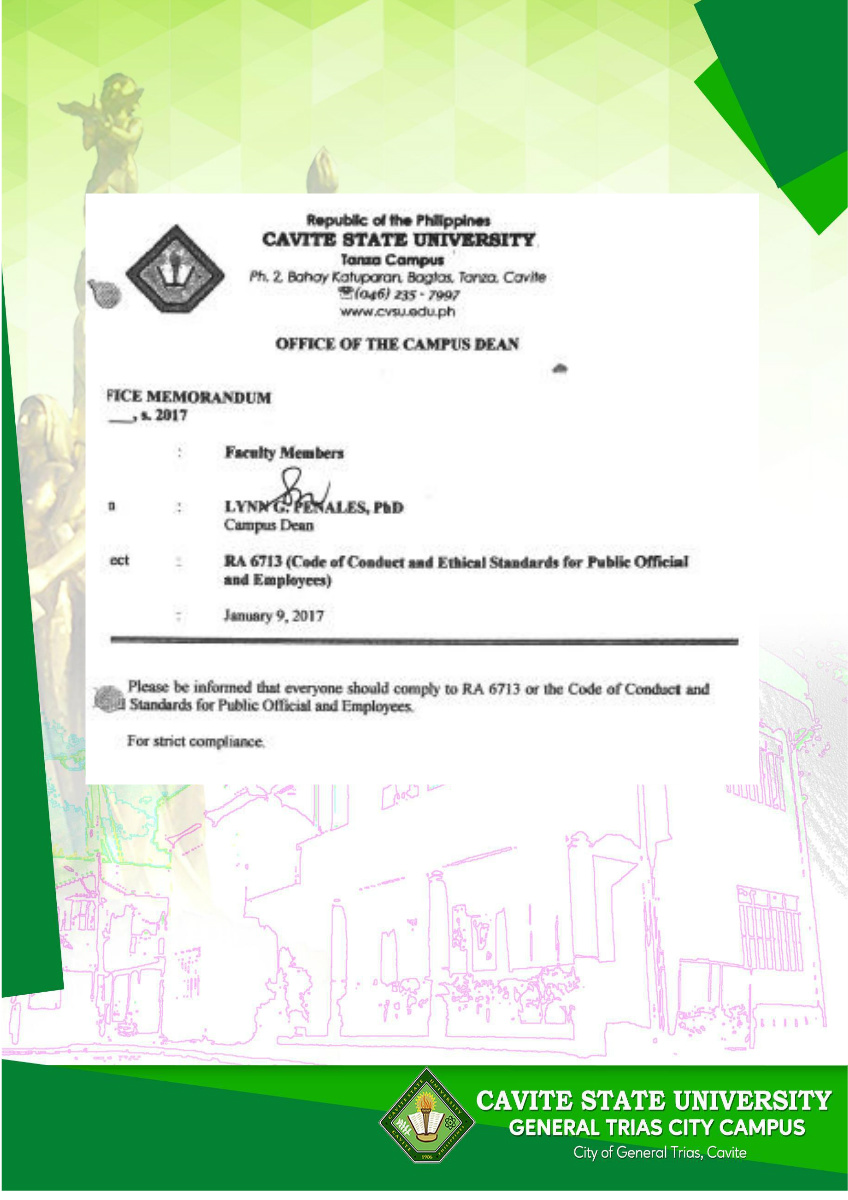 Republic of the Philippines
CAVITE STATE UNIVERSITY
Tanza Campus
Ph. 2, Bahay Katuparan, Bagtas, Tanza, Cavite
☎(046) 235 - 7997
www.cvsu.edu.ph
OFFICE OF THE CAMPUS DEAN
FICE MEMORANDUM
___, s. 2017
: Faculty Members
: LYNN G. PENALES, PhD
Campus Dean
ect : RA 6713 (Code of Conduct and Ethical Standards for Public Official
and Employees)
: January 9, 2017
Please be informed that everyone should comply to RA 6713 or the Code of Conduct and
Standards for Public Official and Employees.
For strict compliance.
CAVITE STATE UNIVERSITY
GENERAL TRIAS CITY CAMPUS
City of General Trias, Cavite
1906